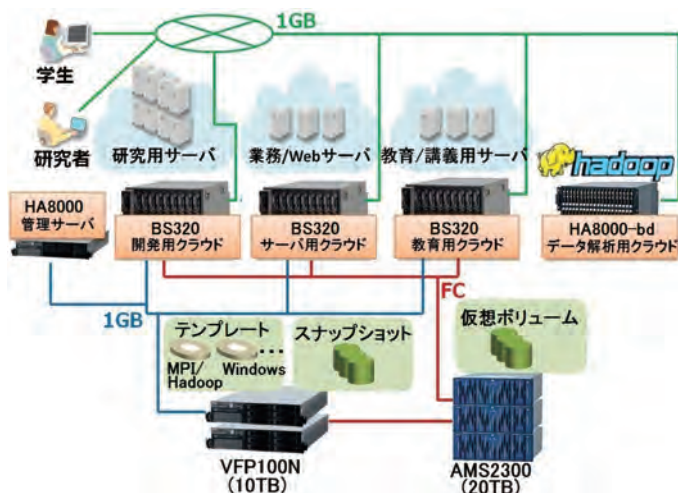 1GB
学生
研究者
研究用サーバ
業務/Webサーバ
教育/講義用サーバ
hadoop
HA8000
管理サーバ
BS320
開発用クラウド
BS320
サーバ用クラウド
BS320
教育用クラウド
HA8000-bd
データ解析用クラウド
FC
1GB
テンプレート
MPI/
Hadoop
Windows
•••
スナップショット
仮想ボリューム
VFP100N
(10TB)
AMS2300
(20TB)